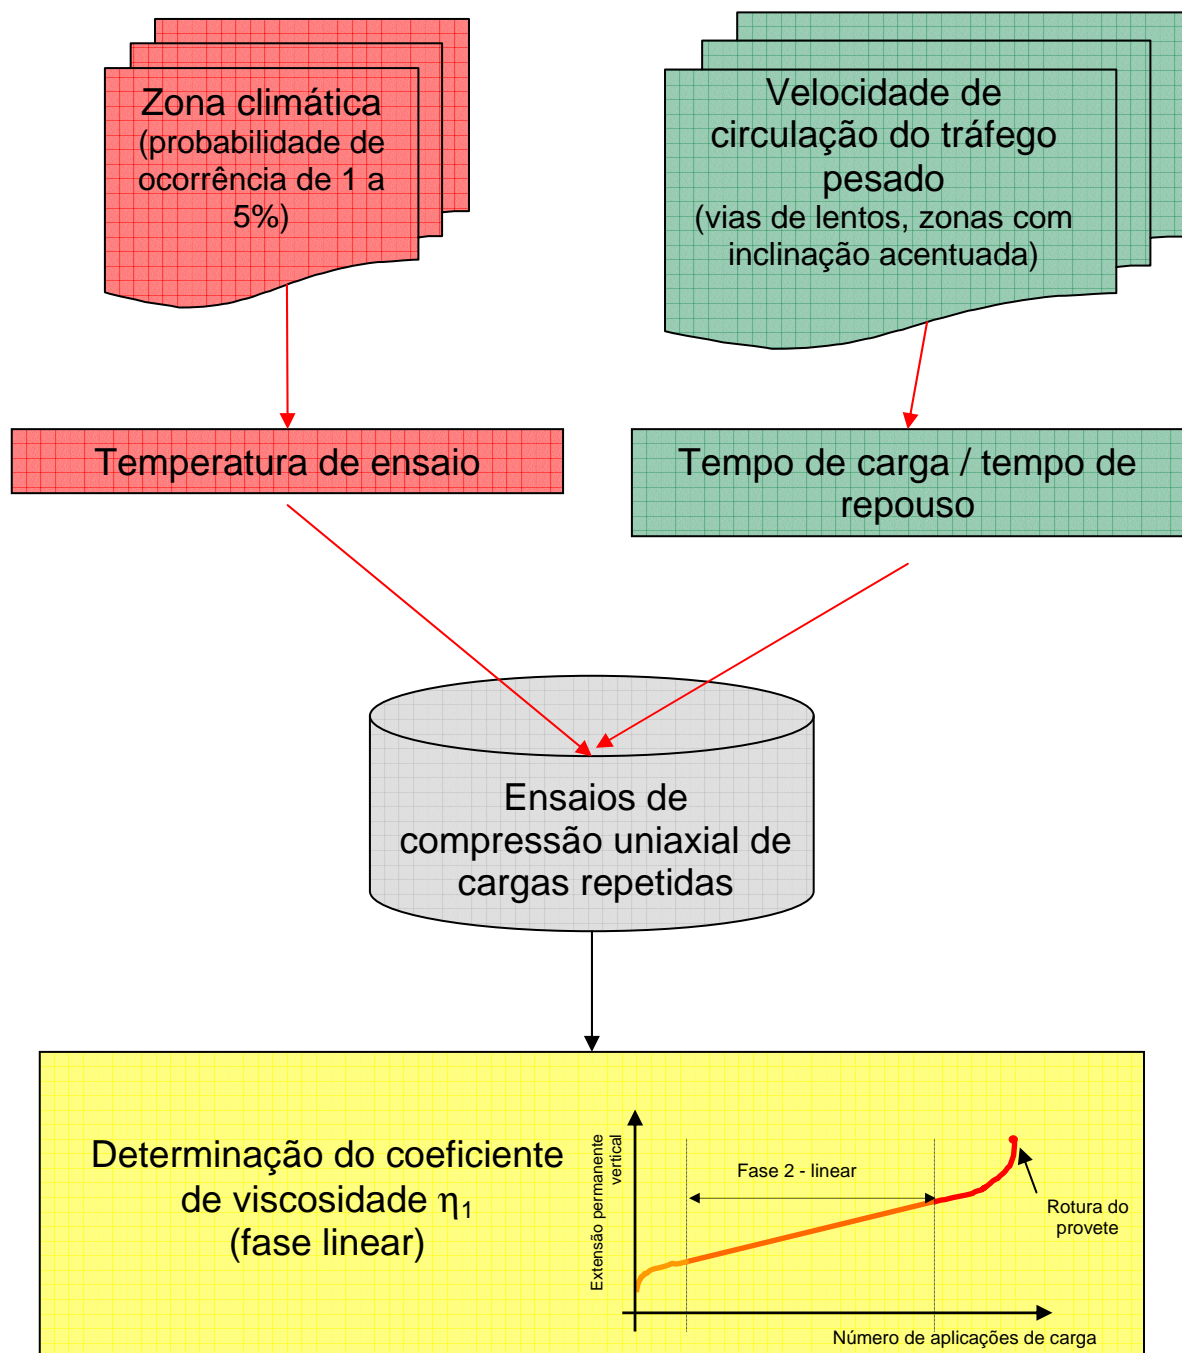 Zona climática
(probabilidade de
ocorrência de 1 a
5%)
Velocidade de
circulação do tráfego
pesado
(vias de lentos, zonas com
inclinação acentuada)
Temperatura de ensaio
Tempo de carga / tempo de
repouso
Ensaios de
compressão uniaxial de
cargas repetidas
Determinação do coeficiente
de viscosidade η1
(fase linear)
Extensão permanente
vertical
Fase 2 - linear
Rotura do
provete
Número de aplicações de carga